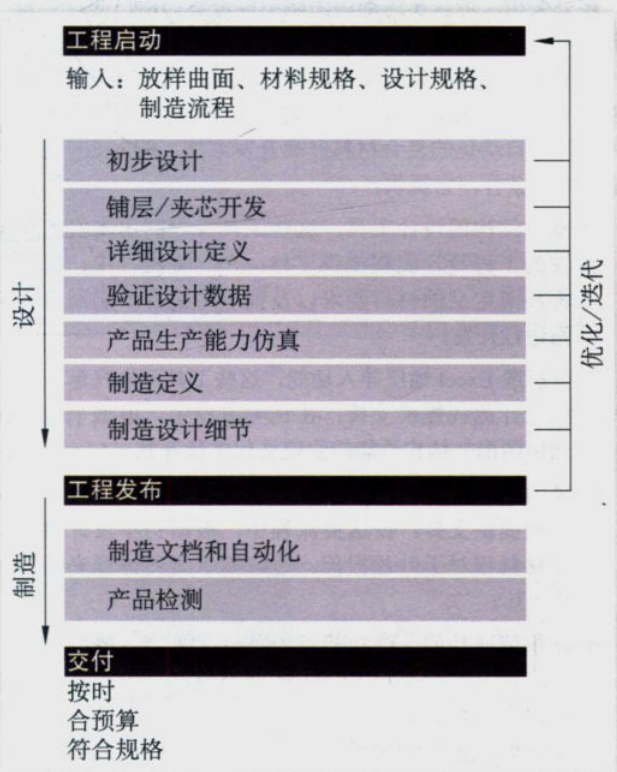 工程启动
输入：放样曲面、材料规格、设计规格、
制造流程
初步设计
铺层/夹芯开发
详细设计定义
验证设计数据
产品生产能力仿真
制造定义
制造设计细节
设计
优化/迭代
工程发布
制造文档和自动化
产品检测
制造
交付
按时
合预算
符合规格